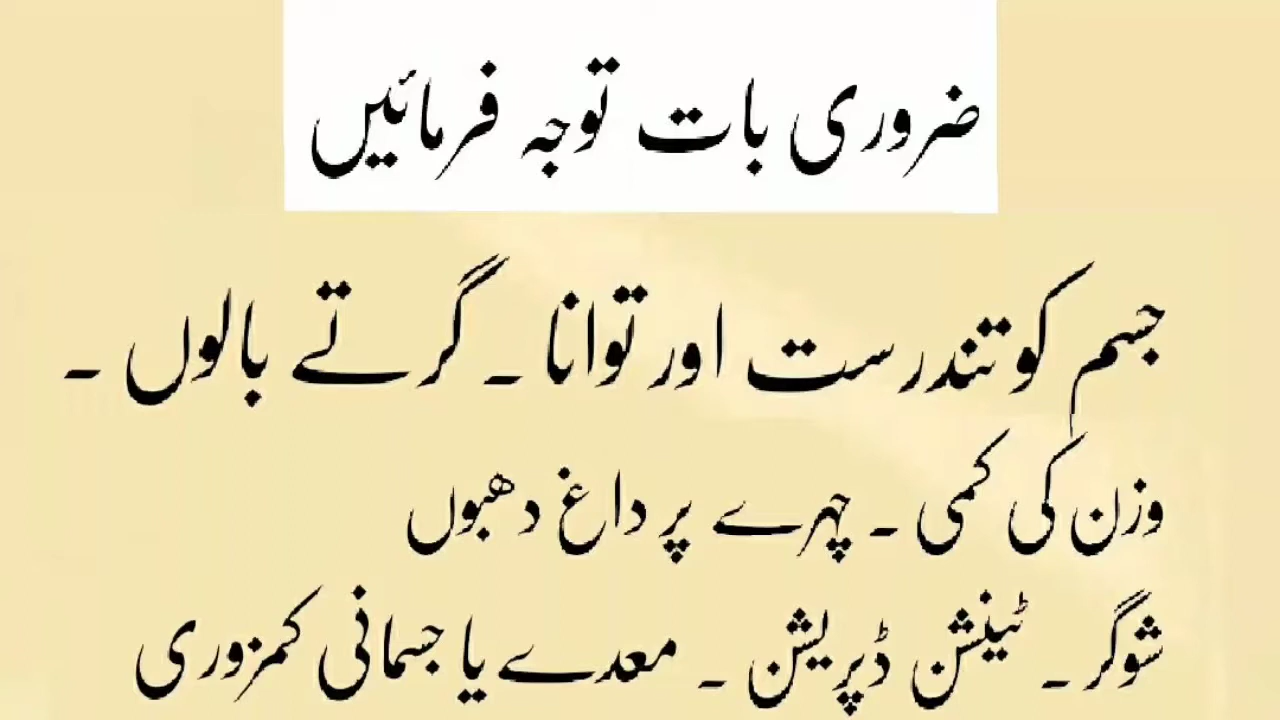 ضروری بات توجہ فرمائیں
جسم کو تندرست اور توانا ۔ گرتے بالوں ۔
وزن کی کمی ۔ چہرے پر داغ دھبوں
شوگر ۔ ٹینشن ڈپریشن ۔ معدے یا جسمانی کمزوری